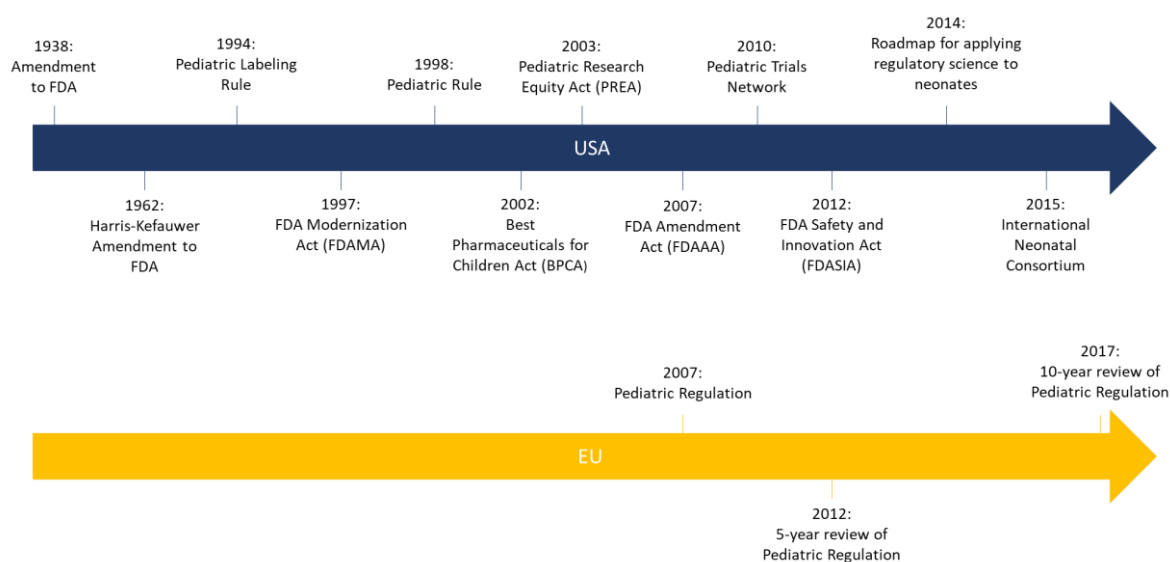 1938:
Amendment
to FDA
1994:
Pediatric Labeling
Rule
1998:
Pediatric Rule
2003:
Pediatric Research
Equity Act (PREA)
2010:
Pediatric Trials
Network
2014:
Roadmap for applying
regulatory science to
neonates
USA
1962:
Harris-Kefauwer
Amendment to
FDA
1997:
FDA Modernization
Act (FDAMA)
2002:
Best
Pharmaceuticals for
Children Act (BPCA)
2007:
FDA Amendment
Act (FDAAA)
2012:
FDA Safety and
Innovation Act
(FDASIA)
2015:
International
Neonatal
Consortium
2007:
Pediatric Regulation
2017:
10-year review of
Pediatric Regulation
EU
2012:
5-year review of
Pediatric Regulation